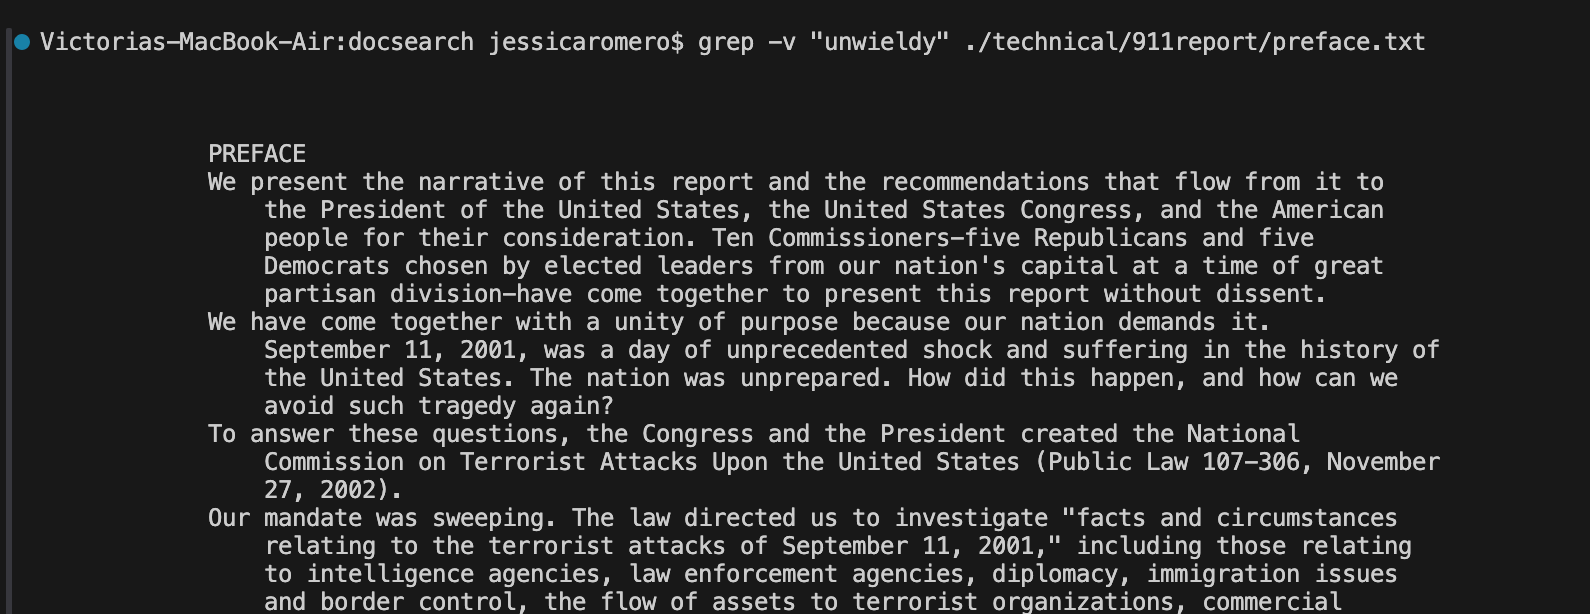 Victorias-MacBook-Air:docsearch jessicaromero$ grep -v "unwieldy" ./technical/911report/preface.txt
PREFACE
We present the narrative of this report and the recommendations that flow from it to
the President of the United States, the United States Congress, and the American
people for their consideration. Ten Commissioners-five Republicans and five
Democrats chosen by elected leaders from our nation's capital at a time of great
partisan division-have come together to present this report without dissent.
We have come together with a unity of purpose because our nation demands it.
September 11, 2001, was a day of unprecedented shock and suffering in the history of
the United States. The nation was unprepared. How did this happen, and how can we
avoid such tragedy again?
To answer these questions, the Congress and the President created the National
Commission on Terrorist Attacks Upon the United States (Public Law 107-306, November
27, 2002).
Our mandate was sweeping. The law directed us to investigate "facts and circumstances
relating to the terrorist attacks of September 11, 2001," including those relating
to intelligence agencies, law enforcement agencies, diplomacy, immigration issues
and border control, the flow of assets to terrorist organizations, commercial